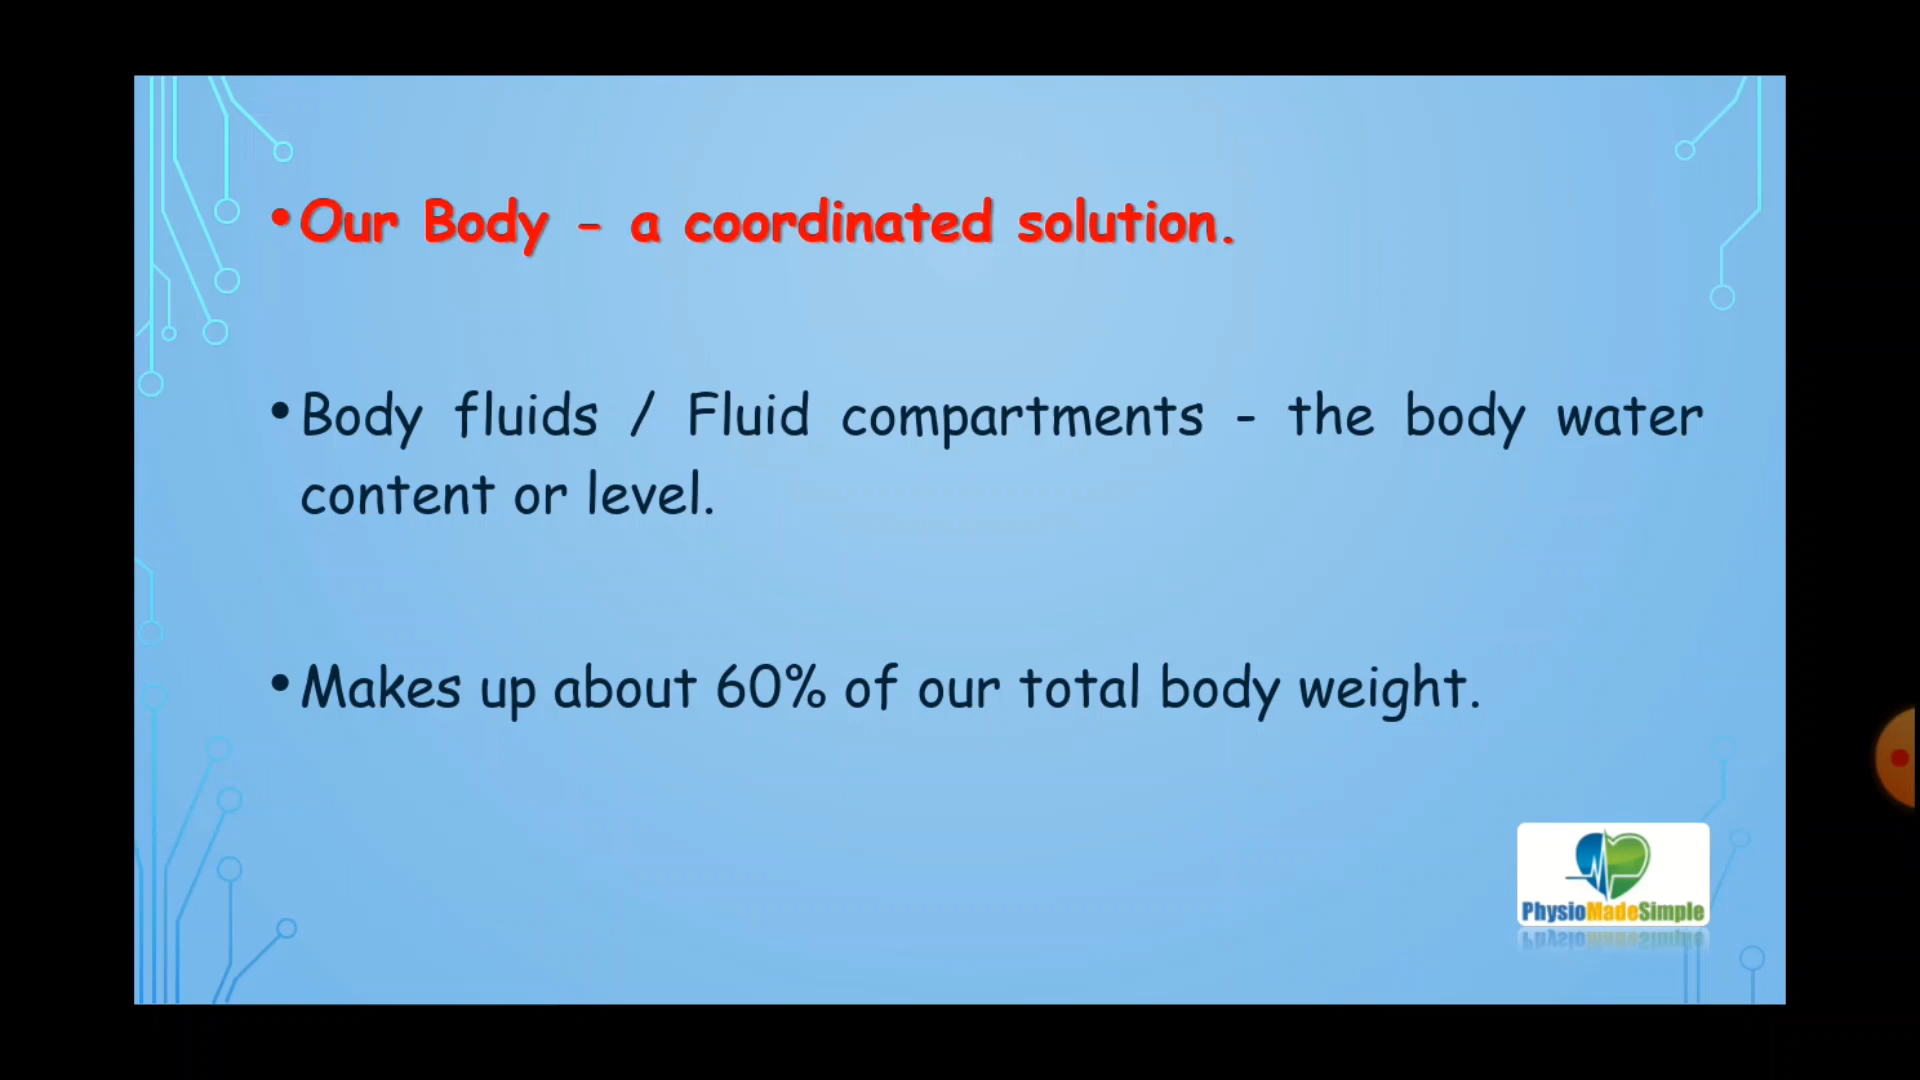 •Our Body - a coordinated solution.
•Body fluids / Fluid compartments - the body water
content or level.
•Makes up about 60% of our total body weight.
PhysioMadeSimple